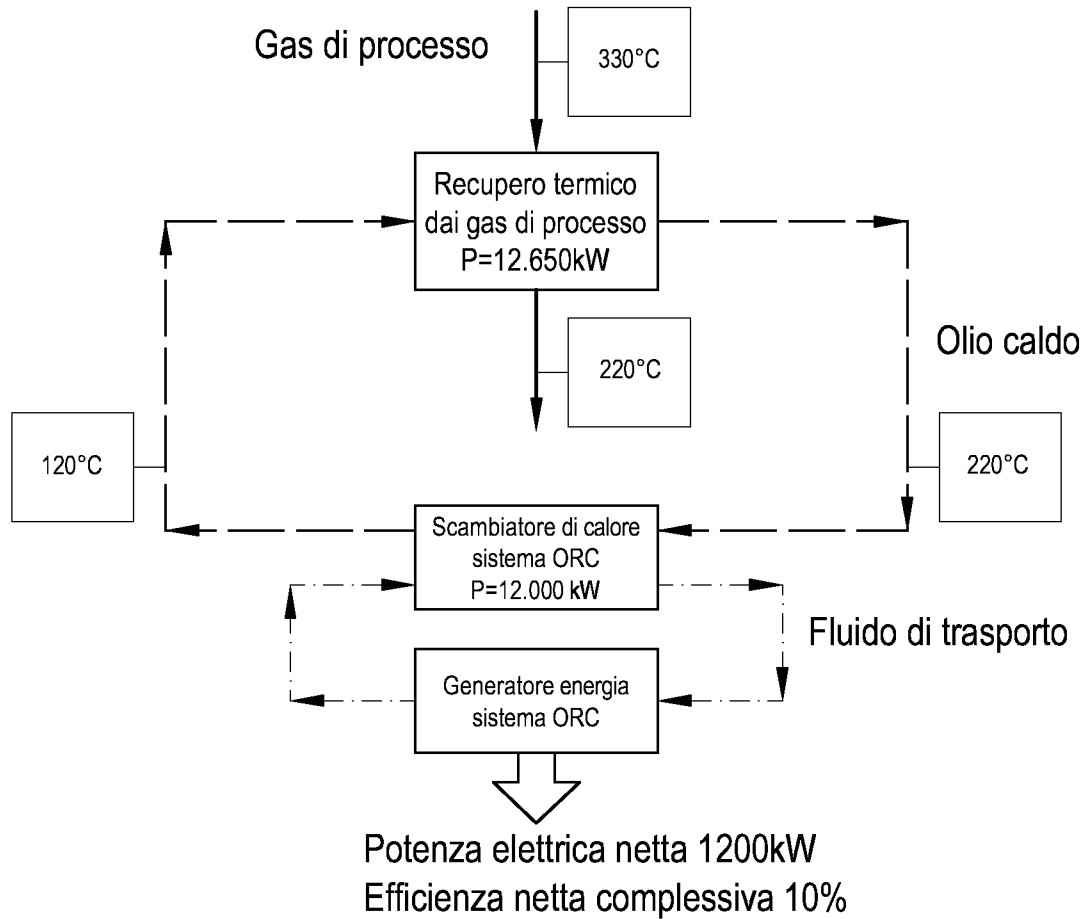 Gas di processo
330°C
Recupero termico
dai gas di processo
P=12.650kW
220°C
Olio caldo
120°C
220°C
Scambiatore di calore
sistema ORC
P=12.000 kW
Fluido di trasporto
Generatore energia
sistema ORC
Potenza elettrica netta 1200kW
Efficienza netta complessiva 10%